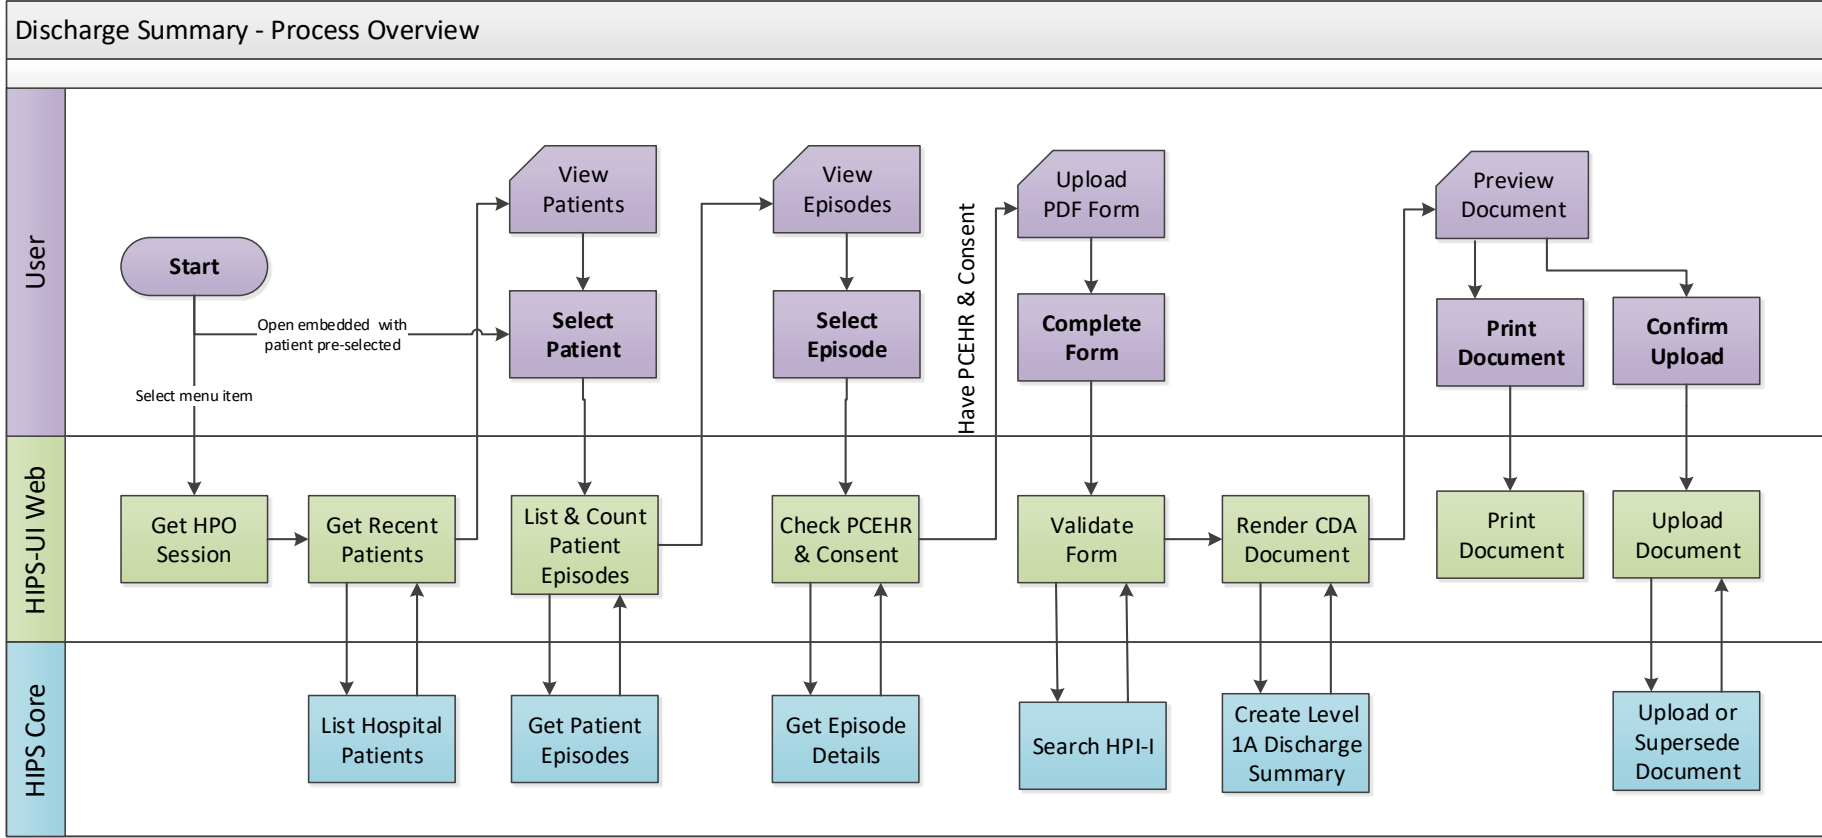 Discharge Summary - Process Overview
User
Start
Open embedded with
patient pre-selected
Select menu item
View
Patients
Select
Patient
View
Episodes
Select
Episode
Have PCEHR & Consent
Upload
PDF Form
Complete
Form
Preview
Document
Print
Document
Confirm
Upload
HIPS-UI Web
Get HPO
Session
Get Recent
Patients
List & Count
Patient
Episodes
Check PCEHR
& Consent
Validate
Form
Render CDA
Document
Print
Document
Upload
Document
HIPS Core
List Hospital
Patients
Get Patient
Episodes
Get Episode
Details
Search HPI-I
Create Level
1A Discharge
Summary
Upload or
Supersede
Document